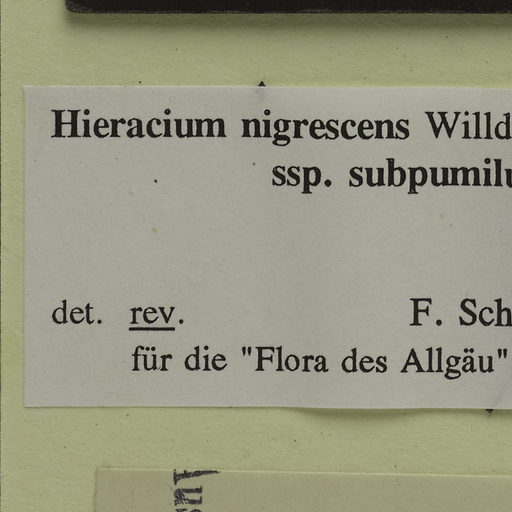 Hieracium nigrescens Willd
ssp. subpumilu
det. rev. F. Sch
für die "Flora des Allgäu"